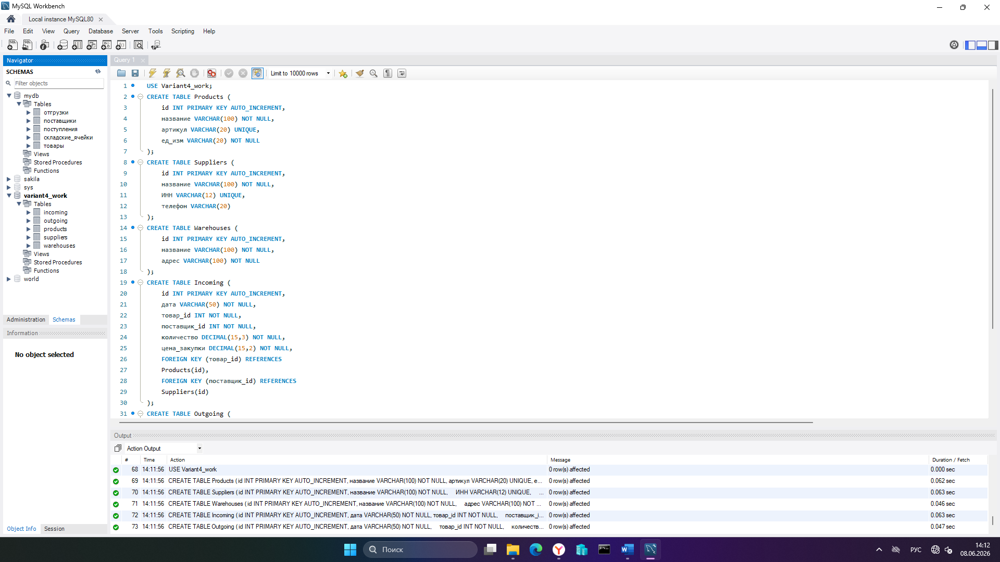 MySQL Workbench
Local instance MySQL80
File Edit View Query Database Server Tools Scripting Help
Navigator
SCHEMAS
Filter objects
mydb
Tables
отгрузки
поставщики
поступления
складские_ячейки
товары
Views
Stored Procedures
Functions
sakila
sys
variant4_work
Tables
incoming
outgoing
products
suppliers
warehouses
Views
Stored Procedures
Functions
world
Administration Schemas
Information
No object selected
Object Info Session
Query 1
Limit to 10000 rows
1 USE Variant4_work;
2 CREATE TABLE Products (
3 id INT PRIMARY KEY AUTO_INCREMENT,
4 название VARCHAR(100) NOT NULL,
5 артикул VARCHAR(20) UNIQUE,
6 ед_изм VARCHAR(20) NOT NULL
7 );
8 CREATE TABLE Suppliers (
9 id INT PRIMARY KEY AUTO_INCREMENT,
10 название VARCHAR(100) NOT NULL,
11 ИНН VARCHAR(12) UNIQUE,
12 телефон VARCHAR(20)
13 );
14 CREATE TABLE Warehouses (
15 id INT PRIMARY KEY AUTO_INCREMENT,
16 название VARCHAR(100) NOT NULL,
17 адрес VARCHAR(100) NOT NULL
18 );
19 CREATE TABLE Incoming (
20 id INT PRIMARY KEY AUTO_INCREMENT,
21 дата VARCHAR(50) NOT NULL,
22 товар_id INT NOT NULL,
23 поставщик_id INT NOT NULL,
24 количество DECIMAL(15,3) NOT NULL,
25 цена_закупки DECIMAL(15,2) NOT NULL,
26 FOREIGN KEY (товар_id) REFERENCES
27 Products(id),
28 FOREIGN KEY (поставщик_id) REFERENCES
29 Suppliers(id)
30 );
31 CREATE TABLE Outgoing (
Output
Action Output
# Time Action Message Duration / Fetch
68 14:11:56 USE Variant4_work 0 row(s) affected 0.000 sec
69 14:11:56 CREATE TABLE Products ( id INT PRIMARY KEY AUTO_INCREMENT, название VARCHAR(100) NOT NULL, артикул VARCHAR(20) UNIQUE, е... 0 row(s) affected 0.062 sec
70 14:11:56 CREATE TABLE Suppliers ( id INT PRIMARY KEY AUTO_INCREMENT, название VARCHAR(100) NOT NULL, ИНН VARCHAR(12) UNIQUE, ... 0 row(s) affected 0.063 sec
71 14:11:56 CREATE TABLE Warehouses ( id INT PRIMARY KEY AUTO_INCREMENT, название VARCHAR(100) NOT NULL, адрес VARCHAR(100) NOT ... 0 row(s) affected 0.046 sec
72 14:11:56 CREATE TABLE Incoming ( id INT PRIMARY KEY AUTO_INCREMENT, дата VARCHAR(50) NOT NULL, товар_id INT NOT NULL, поставщик_i... 0 row(s) affected 0.063 sec
73 14:11:56 CREATE TABLE Outgoing ( id INT PRIMARY KEY AUTO_INCREMENT, дата VARCHAR(50) NOT NULL, товар_id INT NOT NULL, количеств... 0 row(s) affected 0.047 sec
Поиск
РУС
14:12
08.06.2026